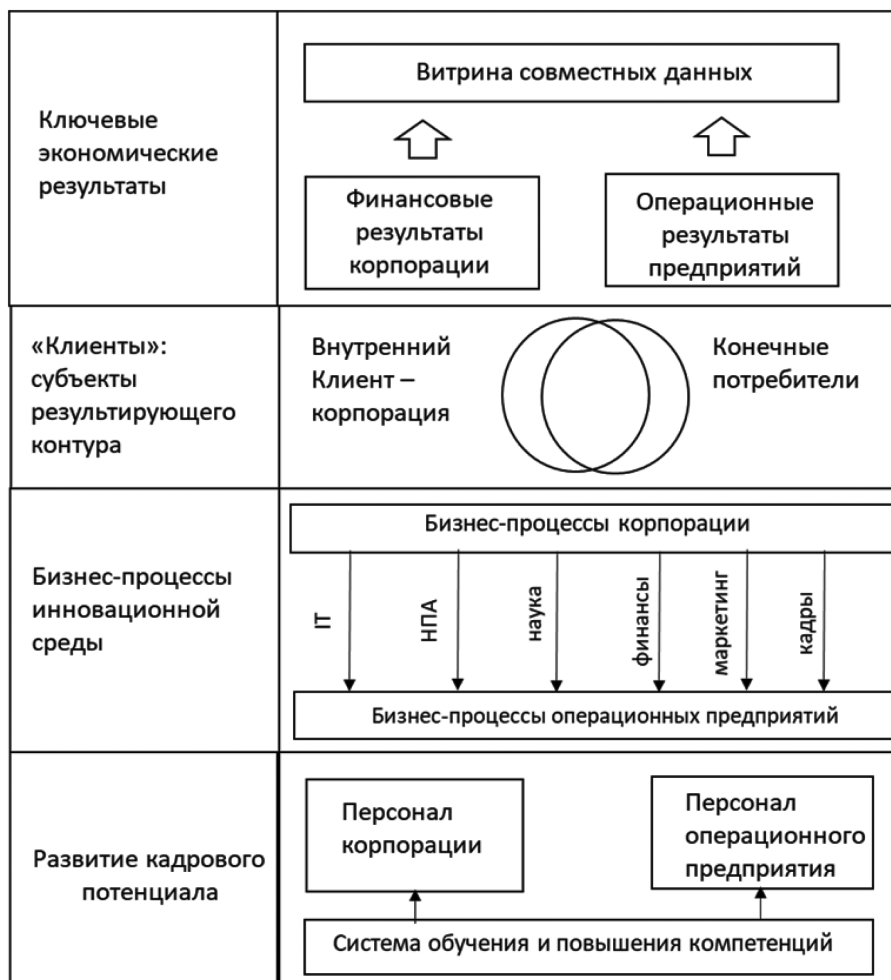 Ключевые
экономические
результаты
Витрина совместных данных
Финансовые
результаты
корпорации
Операционные
результаты
предприятий
«Клиенты»:
субъекты
результирующего
контура
Внутренний
Клиент –
корпорация
Конечные
потребители
Бизнес-процессы
инновационной
среды
Бизнес-процессы корпорации
IT
НПА
наука
финансы
маркетинг
кадры
Бизнес-процессы операционных предприятий
Развитие кадрового
потенциала
Персонал
корпорации
Персонал
операционного
предприятия
Система обучения и повышения компетенций